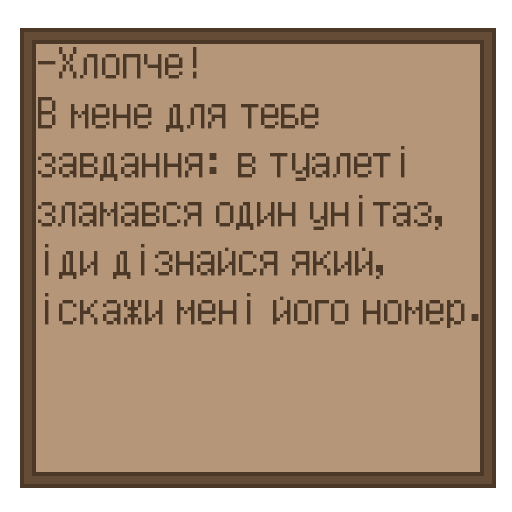 -Хлопче!
В мене для тебе
завдання: в туалеті
зламався один унітаз,
іди дізнайся який,
іскажи мені його номер.